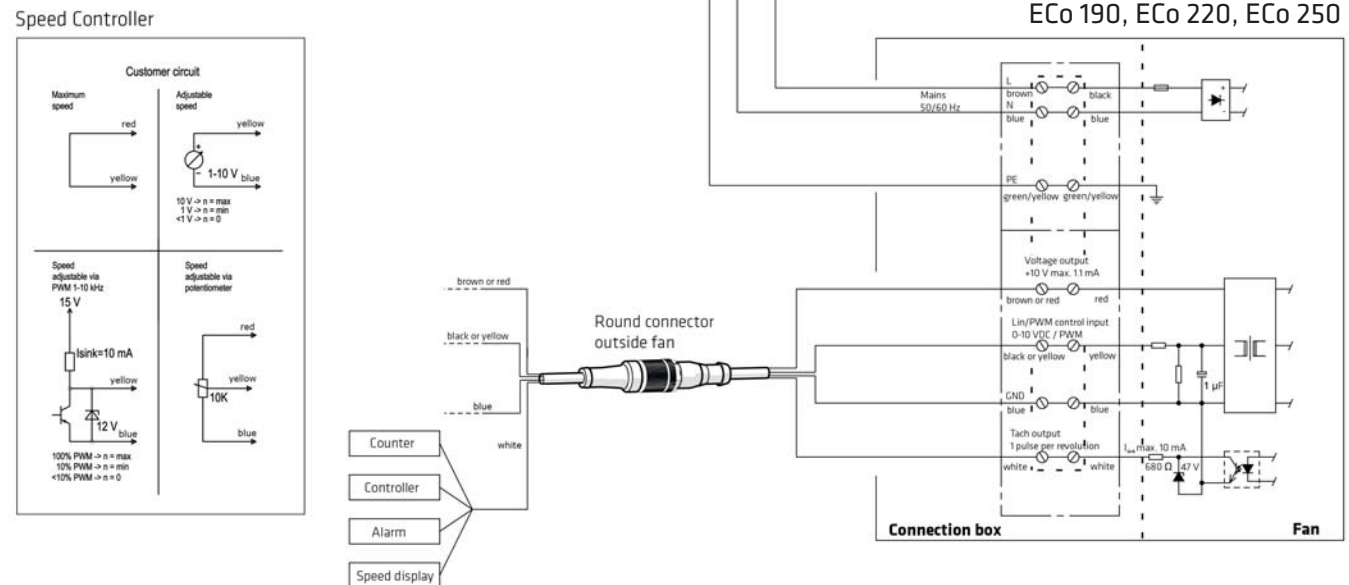 Speed Controller
ECo 190, ECo 220, ECo 250
Customer circuit
Maximum
speed
red
yellow
Adjustable
speed
yellow
+
1-10 V
-
blue
10 V -> n = max
1 V -> n = min
<1 V -> n = 0
Speed
adjustable via
PWM 1-10 kHz
15 V
Isink=10 mA
yellow
12 V
blue
100% PWM -> n = max
10% PWM -> n = min
<10% PWM -> n = 0
Speed
adjustable via
potentiometer
red
yellow
10K
blue
brown or red
black or yellow
blue
white
Counter
Controller
Alarm
Speed display
Round connector
outside fan
Mains
50/60 Hz
L
brown
black
N
blue
blue
+
-
PE
green/yellow
green/yellow
Voltage output
+10 V max. 1.1 mA
brown or red
red
Lin/PWM control input
0-10 VDC / PWM
black or yellow
yellow
1 µF
GND
blue
blue
Tach output
1 pulse per revolution
white
white
max. 10 mA
680 Ω
47 V
Connection box
Fan